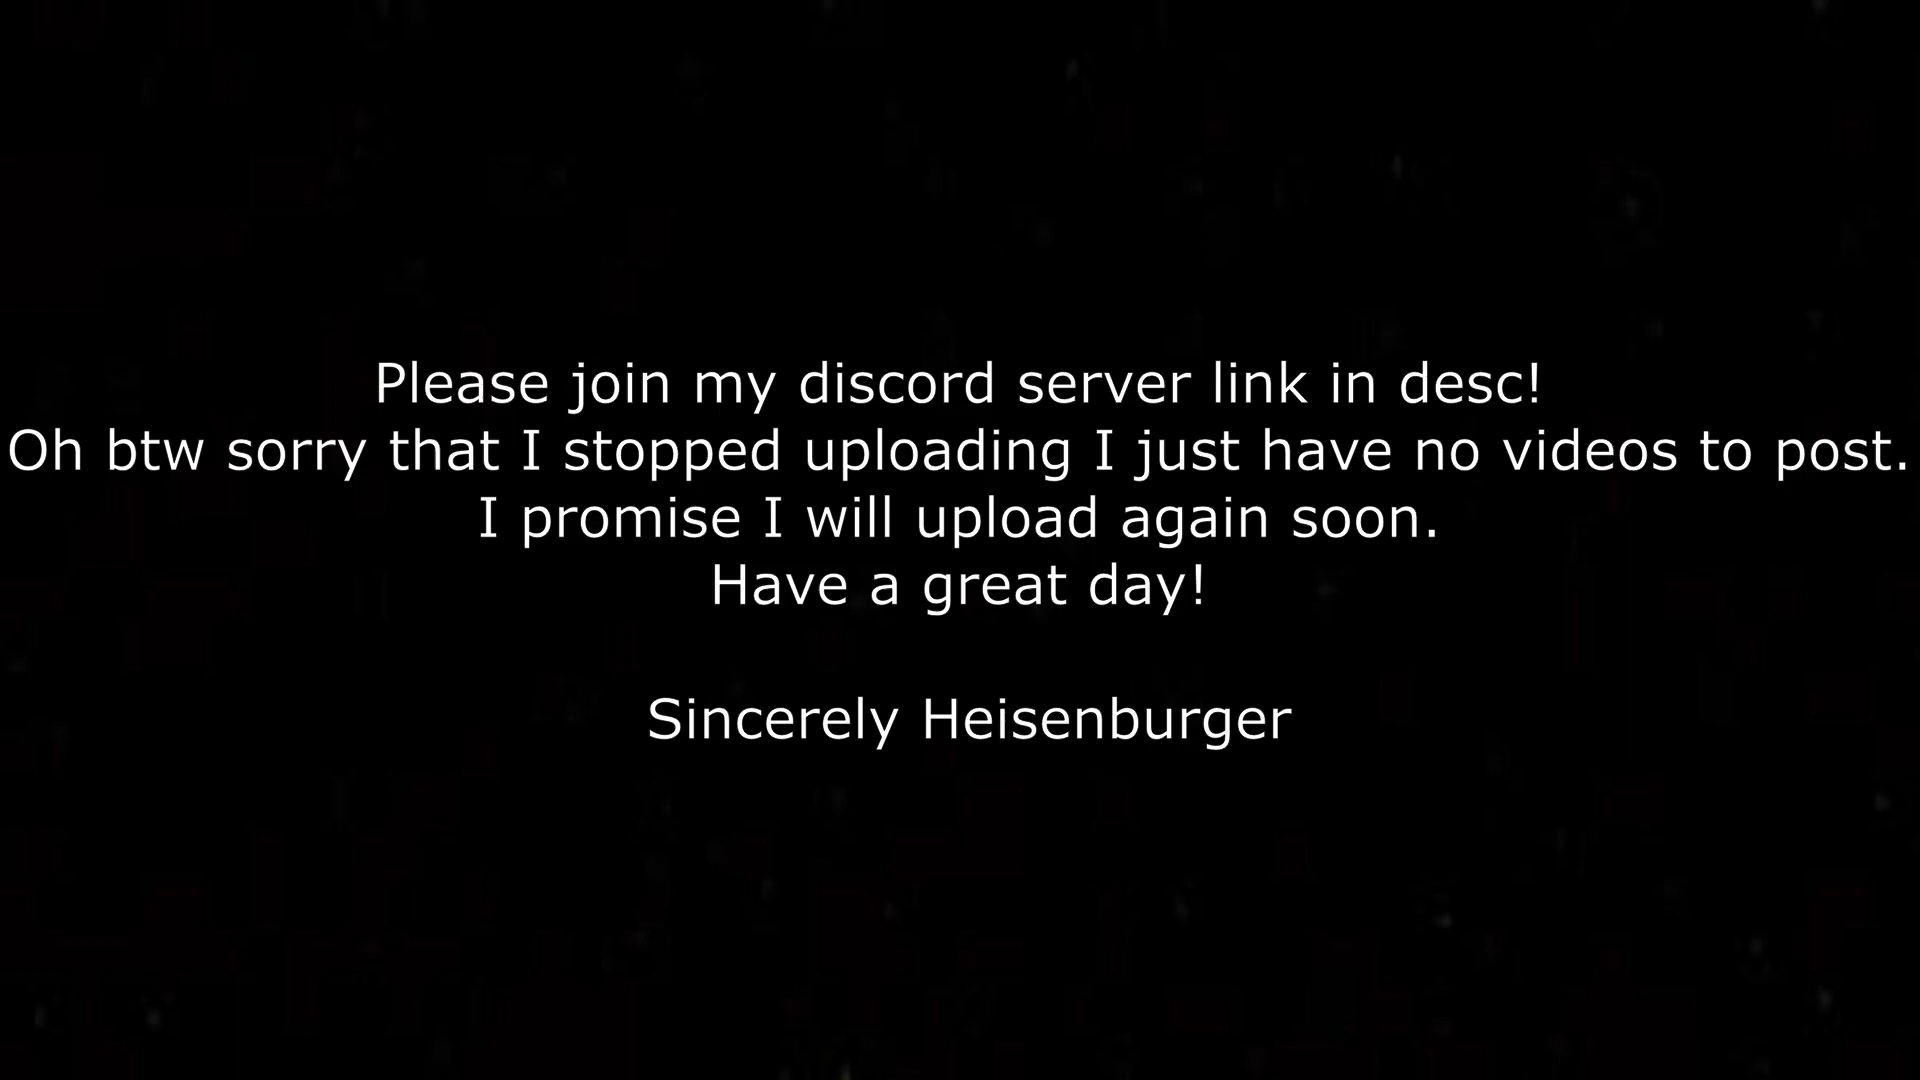 Please join my discord server link in desc!
Oh btw sorry that I stopped uploading I just have no videos to post.
I promise I will upload again soon.
Have a great day!
Sincerely Heisenburger